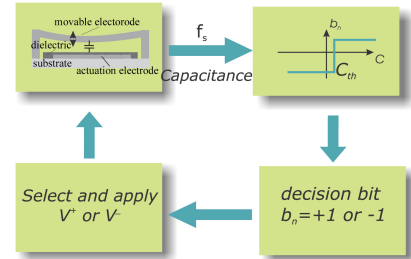 movable electorode
dielectric
substrate
actuation electrode
fs
Capacitance
bn
C
Cth
decision bit
bn=+1 or -1
Select and apply
V+ or V–